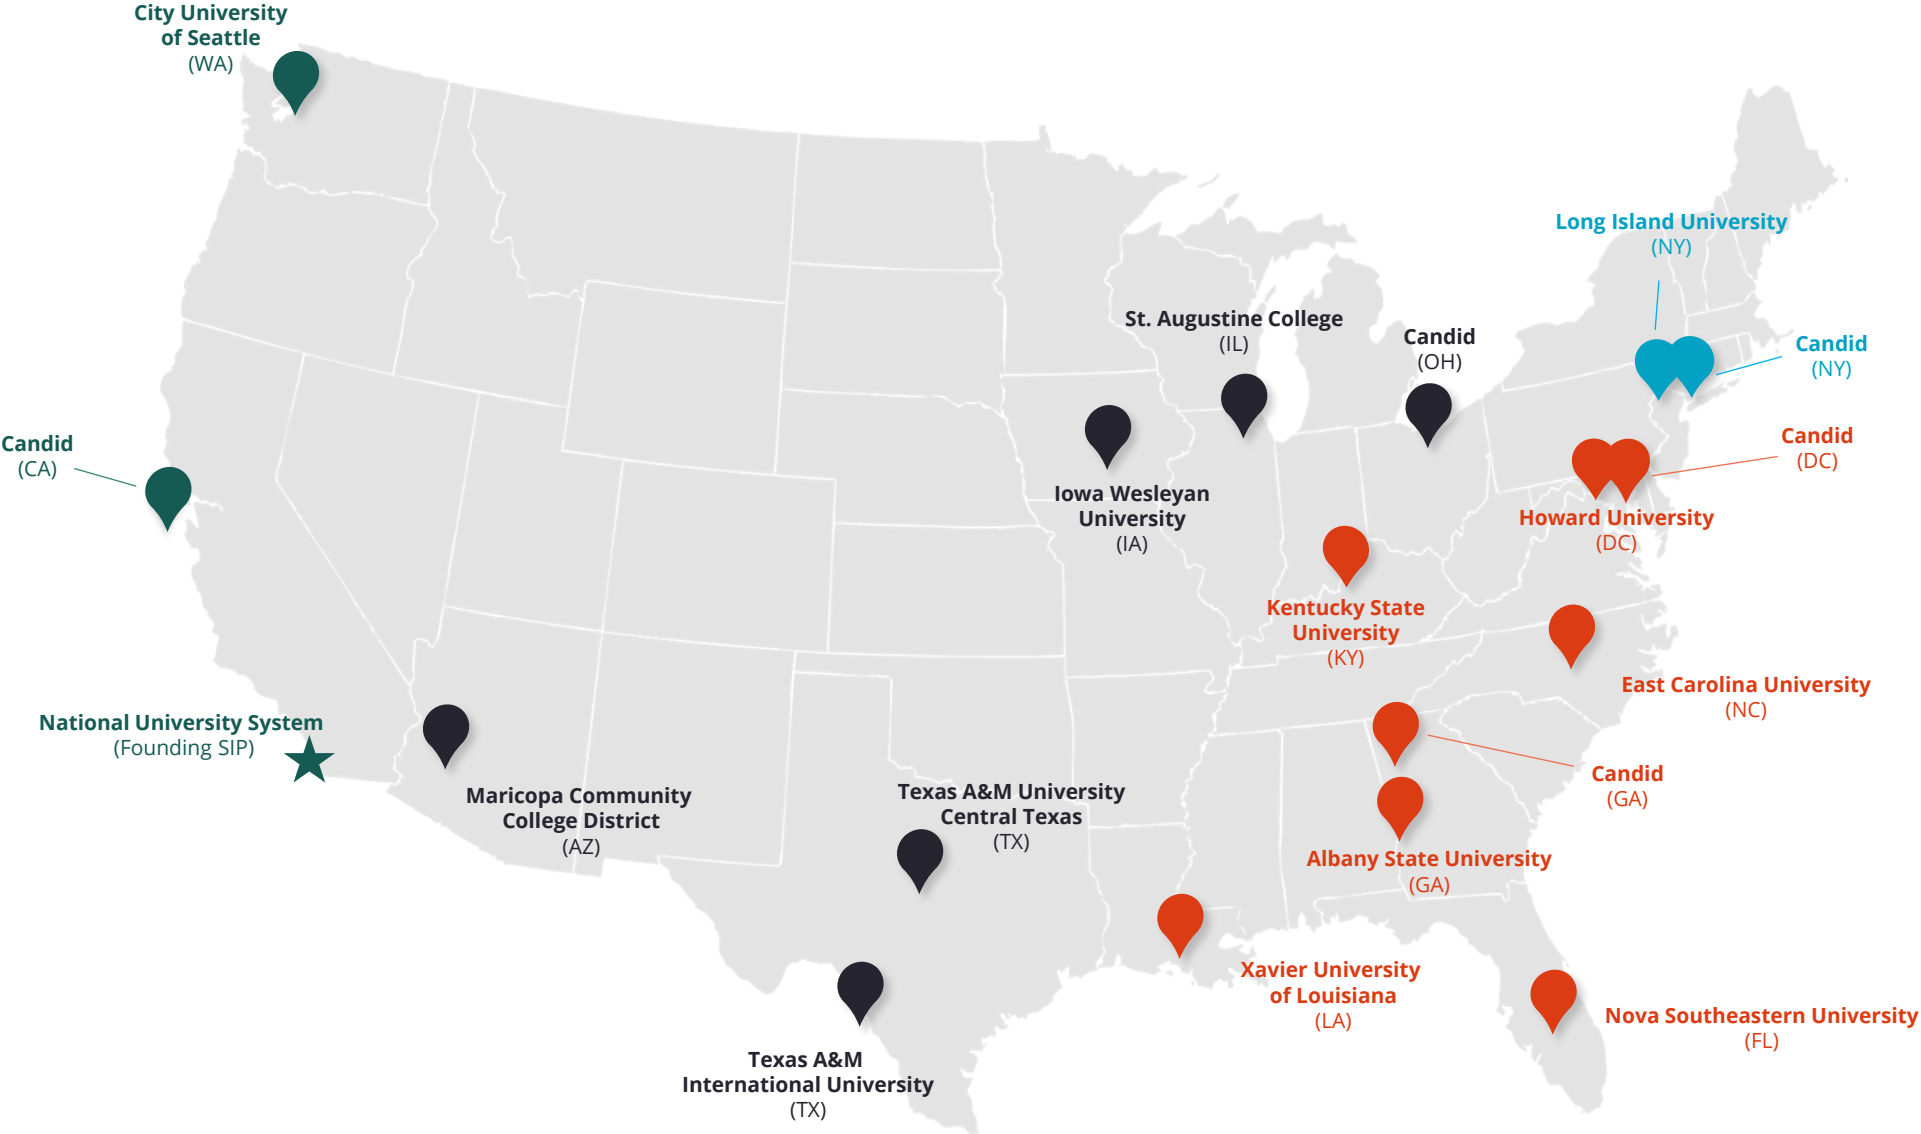 City University
of Seattle
(WA)
Long Island University
(NY)
St. Augustine College
(IL)
Candid
(OH)
Candid
(NY)
Candid
(CA)
Candid
(DC)
Iowa Wesleyan
University
(IA)
Howard University
(DC)
Kentucky State
University
(KY)
East Carolina University
(NC)
National University System
(Founding SIP)
Candid
(GA)
Maricopa Community
College District
(AZ)
Texas A&M University
Central Texas
(TX)
Albany State University
(GA)
Xavier University
of Louisiana
(LA)
Nova Southeastern University
(FL)
Texas A&M
International University
(TX)